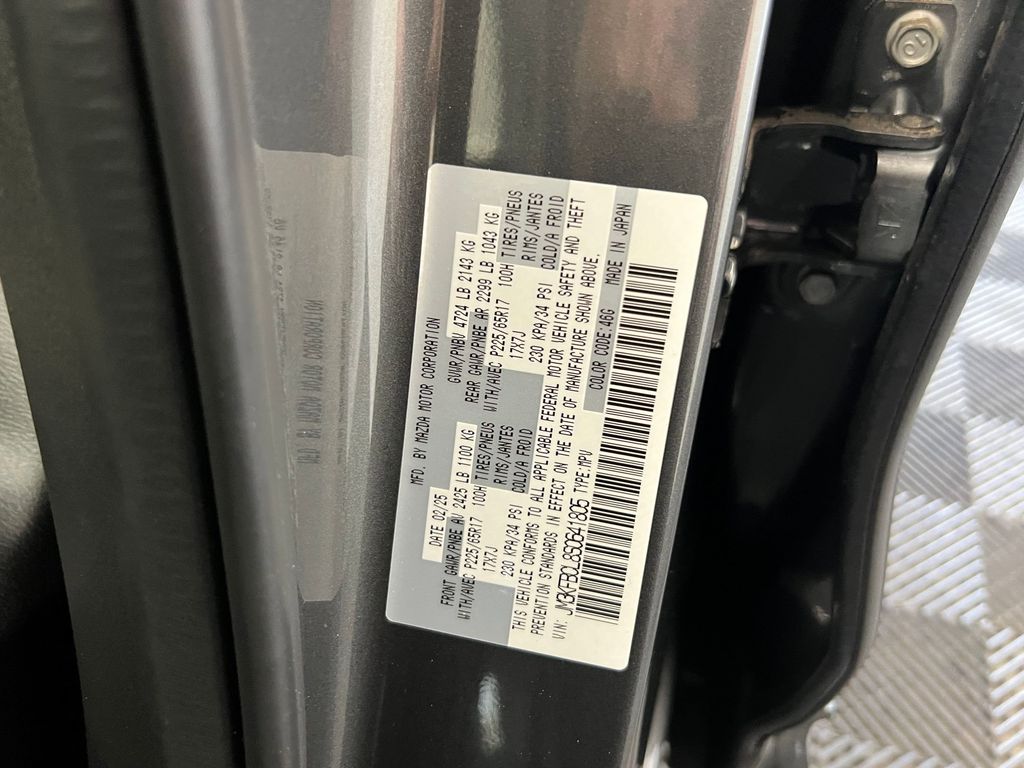 MFD. BY MAZDA MOTOR CORPORATION
DATE 02/25 GVWR/PNBV 4724 LB 2143 KG
FRONT GAWR/PNBE AV 2425 LB 1100 KG REAR GAWR/PNBE AR 2299 LB 1043 KG
WITH/AVEC P225/65R17 100H TIRES/PNEUS WITH/AVEC P225/65R17 100H TIRES/PNEUS
17X7J RIMS/JANTES 17X7J RIMS/JANTES
230 KPA/34 PSI COLD/A FROID 230 KPA/34 PSI COLD/A FROID
THIS VEHICLE CONFORMS TO ALL APPLICABLE FEDERAL MOTOR VEHICLE SAFETY AND THEFT
PREVENTION STANDARDS IN EFFECT ON THE DATE OF MANUFACTURE SHOWN ABOVE.
VIN: JM3KFBCL8S0641805 TYPE:MPV COLOR CODE:46G MADE IN JAPAN